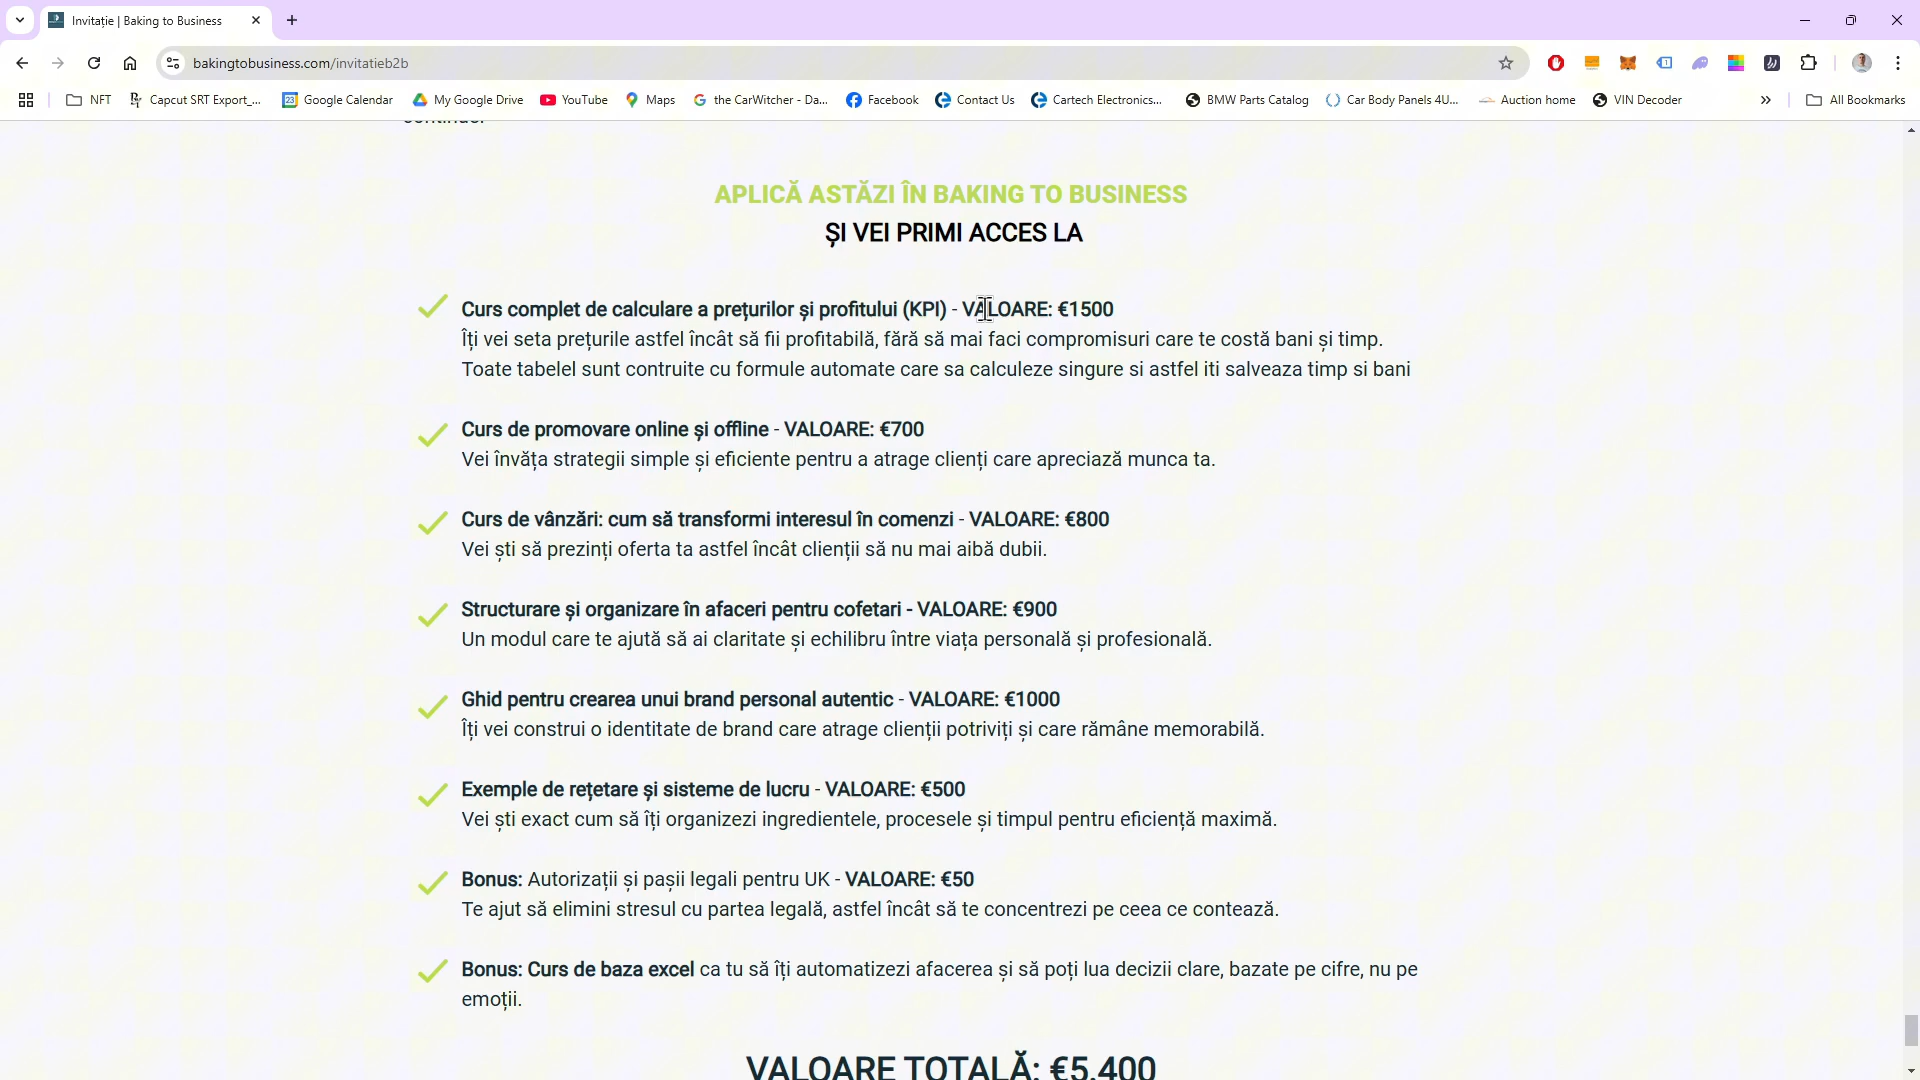 Invitație | Baking to Business
bakingtobusiness.com/invitatieb2b
NFT
Capcut SRT Export_...
Google Calendar
My Google Drive
YouTube
Maps
the CarWitcher - Da...
Facebook
Contact Us
Cartech Electronics...
BMW Parts Catalog
Car Body Panels 4U...
Auction home
VIN Decoder
All Bookmarks
APLICĂ ASTĂZI ÎN BAKING TO BUSINESS
ȘI VEI PRIMI ACCES LA
Curs complet de calculare a prețurilor și profitului (KPI) - VALOARE: €1500
Îți vei seta prețurile astfel încât să fii profitabilă, fără să mai faci compromisuri care te costă bani și timp.
Toate tabelel sunt contruite cu formule automate care sa calculeze singure si astfel iti salveaza timp si bani
Curs de promovare online și offline - VALOARE: €700
Vei învăța strategii simple și eficiente pentru a atrage clienți care apreciază munca ta.
Curs de vânzări: cum să transformi interesul în comenzi - VALOARE: €800
Vei ști să prezinți oferta ta astfel încât clienții să nu mai aibă dubii.
Structurare și organizare în afaceri pentru cofetari - VALOARE: €900
Un modul care te ajută să ai claritate și echilibru între viața personală și profesională.
Ghid pentru crearea unui brand personal autentic - VALOARE: €1000
Îți vei construi o identitate de brand care atrage clienții potriviți și care rămâne memorabilă.
Exemple de rețetare și sisteme de lucru - VALOARE: €500
Vei ști exact cum să îți organizezi ingredientele, procesele și timpul pentru eficiență maximă.
Bonus: Autorizații și pașii legali pentru UK - VALOARE: €50
Te ajut să elimini stresul cu partea legală, astfel încât să te concentrezi pe ceea ce contează.
Bonus: Curs de baza excel ca tu să îți automatizezi afacerea și să poți lua decizii clare, bazate pe cifre, nu pe
emoții.
VALOARE TOTALĂ: €5.400